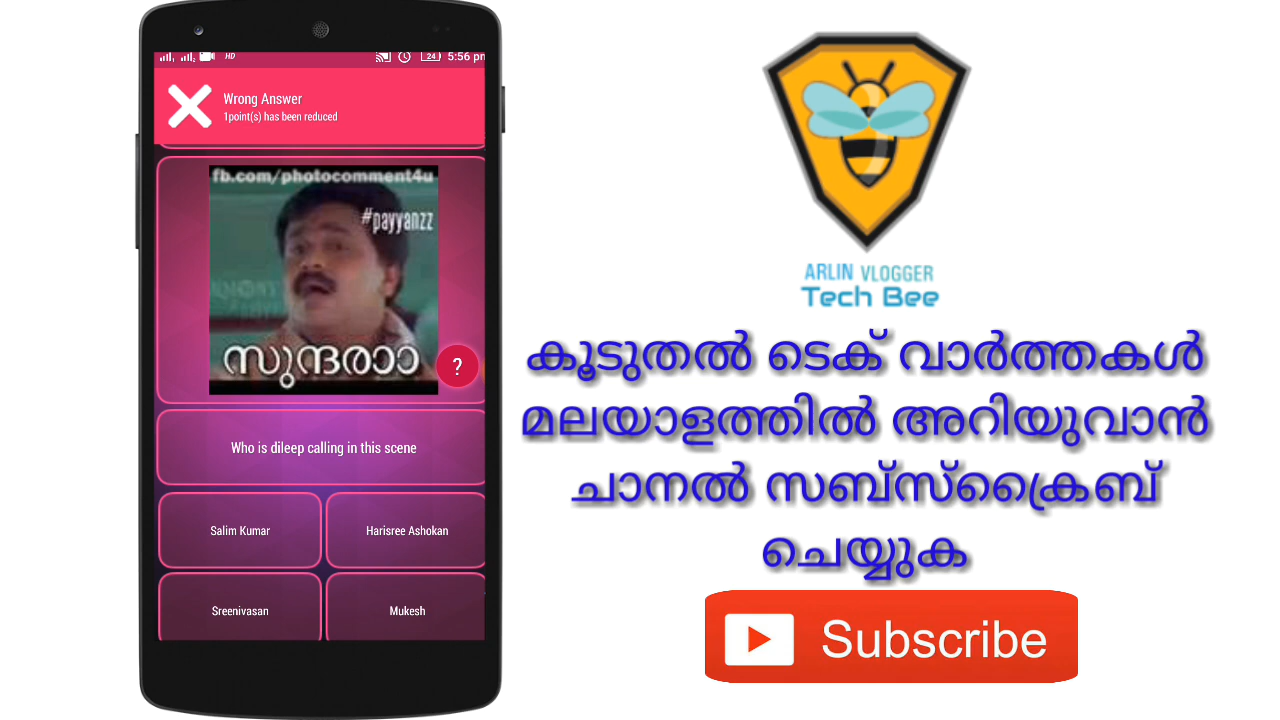 HD 24 5:56 pm
Wrong Answer
1point(s) has been reduced
fb.com/photocomment4u
#payyanzz
സുന്ദരാാ
?
Who is dileep calling in this scene
Salim Kumar
Harisree Ashokan
Sreenivasan
Mukesh
ARLIN VLOGGER
Tech Bee
കൂടുതൽ ടെക് വാർത്തകൾ
മലയാളത്തിൽ അറിയുവാൻ
ചാനൽ സബ്സ്ക്രൈബ്
ചെയ്യുക
Subscribe